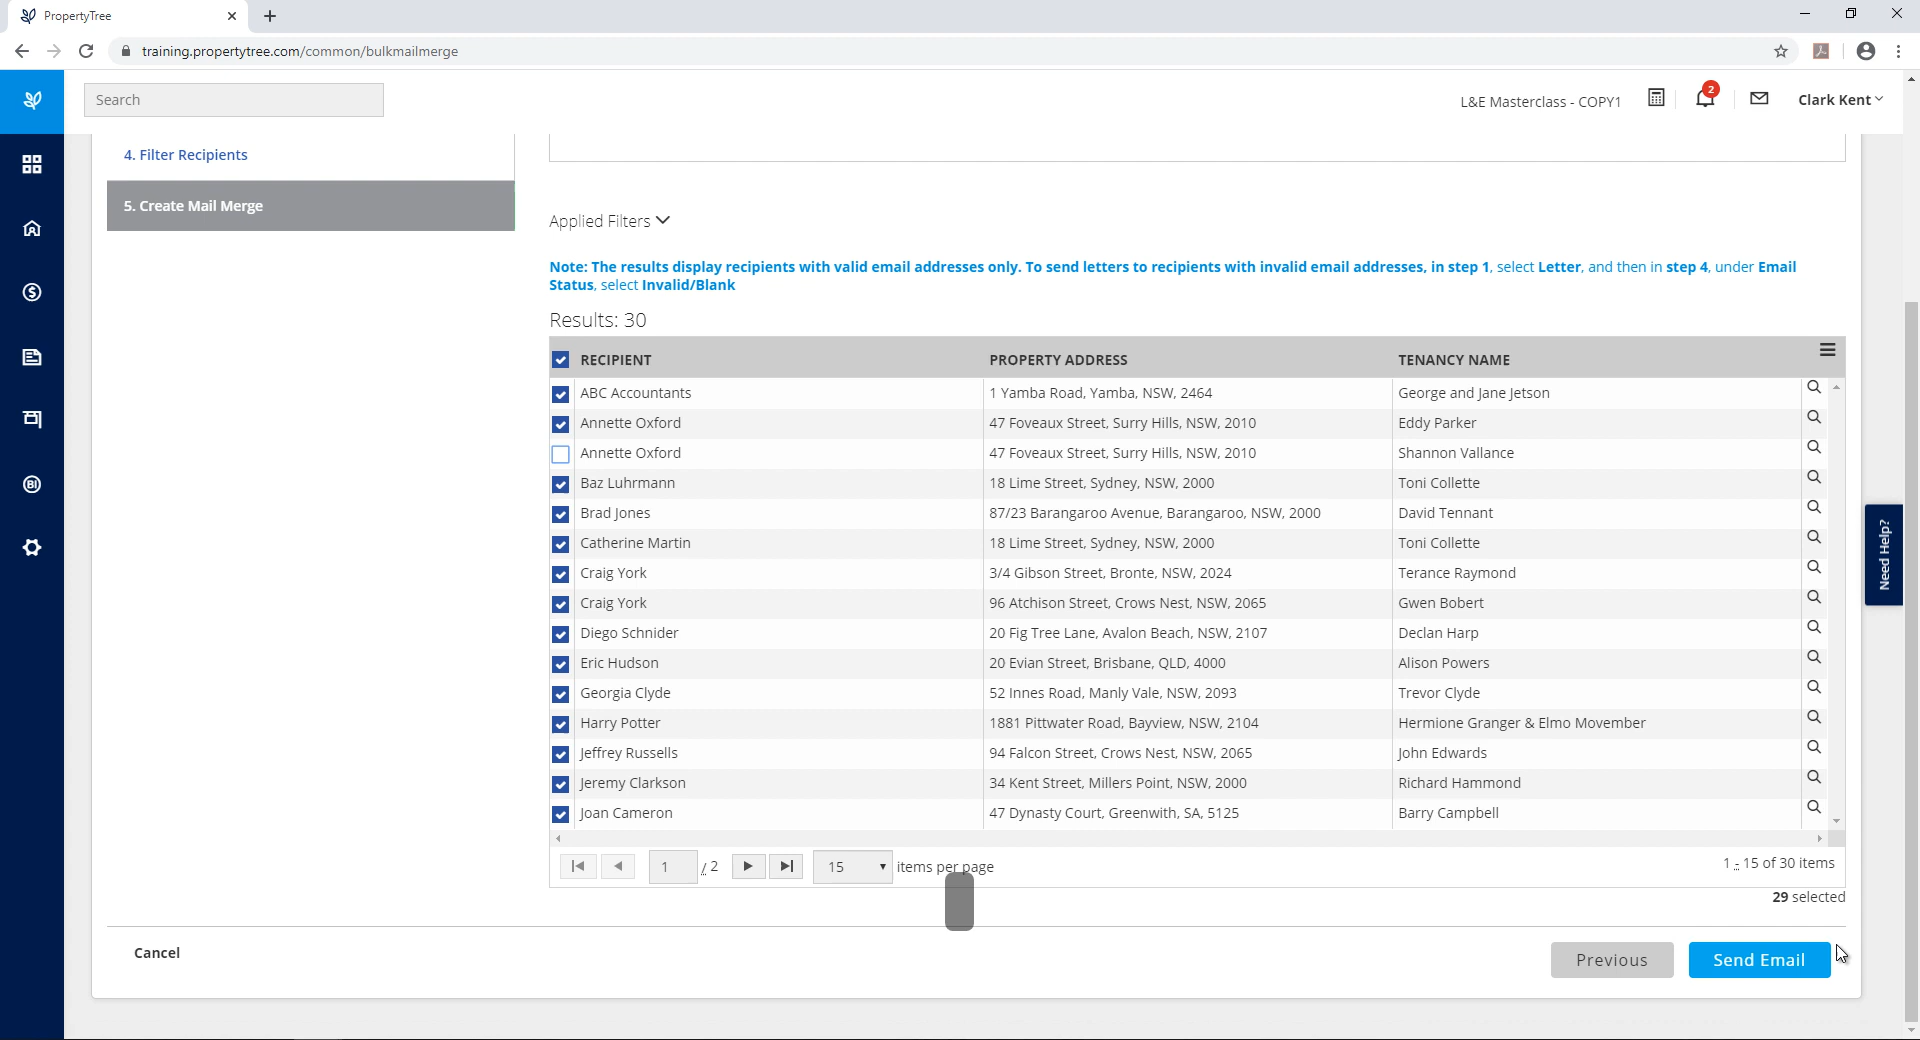 PropertyTree
training.propertytree.com/common/bulkmailmerge
Search
L&E Masterclass - COPY1
2
Clark Kent
4. Filter Recipients
5. Create Mail Merge
Applied Filters
Note: The results display recipients with valid email addresses only. To send letters to recipients with invalid email addresses, in step 1, select Letter, and then in step 4, under Email
Status, select Invalid/Blank
Results: 30
RECIPIENT PROPERTY ADDRESS TENANCY NAME
ABC Accountants 1 Yamba Road, Yamba, NSW, 2464 George and Jane Jetson
Annette Oxford 47 Foveaux Street, Surry Hills, NSW, 2010 Eddy Parker
Annette Oxford 47 Foveaux Street, Surry Hills, NSW, 2010 Shannon Vallance
Baz Luhrmann 18 Lime Street, Sydney, NSW, 2000 Toni Collette
Brad Jones 87/23 Barangaroo Avenue, Barangaroo, NSW, 2000 David Tennant
Catherine Martin 18 Lime Street, Sydney, NSW, 2000 Toni Collette
Craig York 3/4 Gibson Street, Bronte, NSW, 2024 Terance Raymond
Craig York 96 Atchison Street, Crows Nest, NSW, 2065 Gwen Bobert
Diego Schnider 20 Fig Tree Lane, Avalon Beach, NSW, 2107 Declan Harp
Eric Hudson 20 Evian Street, Brisbane, QLD, 4000 Alison Powers
Georgia Clyde 52 Innes Road, Manly Vale, NSW, 2093 Trevor Clyde
Harry Potter 1881 Pittwater Road, Bayview, NSW, 2104 Hermione Granger & Elmo Movember
Jeffrey Russells 94 Falcon Street, Crows Nest, NSW, 2065 John Edwards
Jeremy Clarkson 34 Kent Street, Millers Point, NSW, 2000 Richard Hammond
Joan Cameron 47 Dynasty Court, Greenwith, SA, 5125 Barry Campbell
1 / 2 15 items per page 1 - 15 of 30 items
29 selected
Cancel
Previous
Send Email
Need Help?
BI